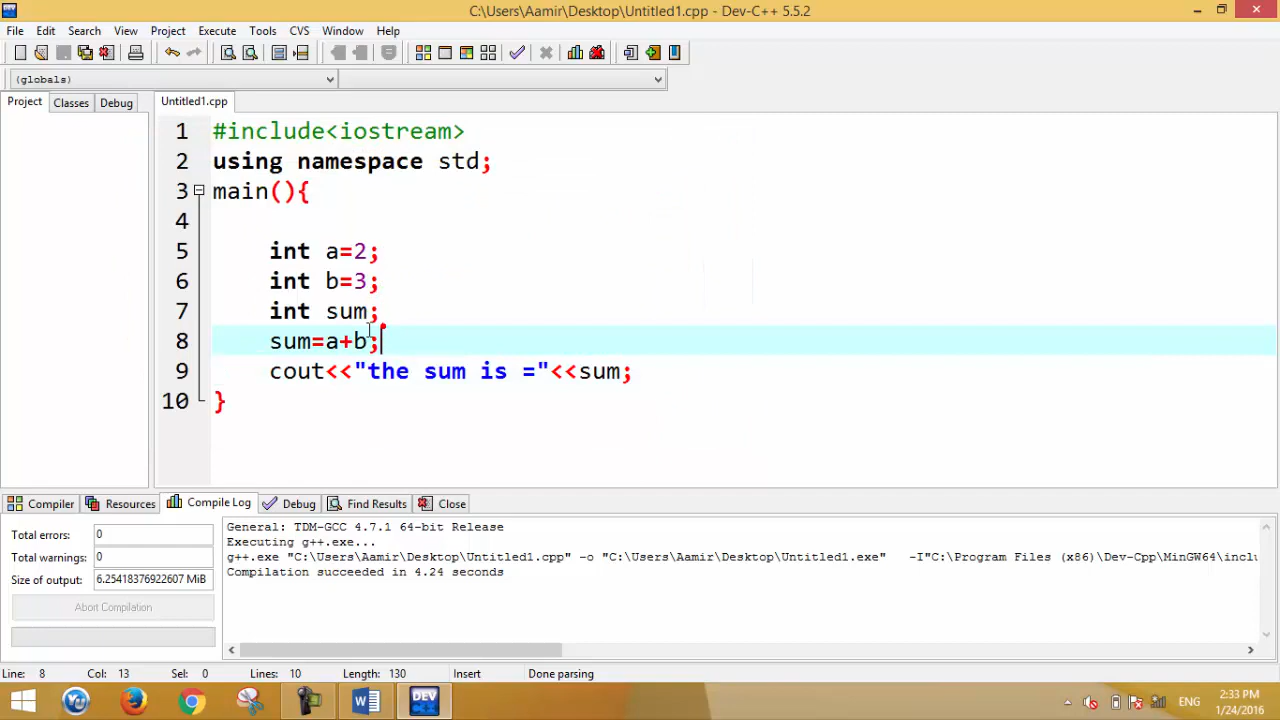 C:\Users\Aamir\Desktop\Untitled1.cpp - Dev-C++ 5.5.2
File Edit Search View Project Execute Tools CVS Window Help
(globals)
Project Classes Debug
Untitled1.cpp
1 #include<iostream>
2 using namespace std;
3 main(){
4
5 int a=2;
6 int b=3;
7 int sum;
8 sum=a+b;
9 cout<<"the sum is ="<<sum;
10 }
Compiler Resources Compile Log Debug Find Results Close
Total errors: 0
Total warnings: 0
Size of output: 6.25418376922607 MiB
Abort Compilation
General: TDM-GCC 4.7.1 64-bit Release
Executing g++.exe...
g++.exe "C:\Users\Aamir\Desktop\Untitled1.cpp" -o "C:\Users\Aamir\Desktop\Untitled1.exe" -I"C:\Program Files (x86)\Dev-Cpp\MinGW64\inclu
Compilation succeeded in 4.24 seconds
Line: 8 Col: 13 Sel: 0 Lines: 10 Length: 130 Insert Done parsing
DEV
ENG
2:33 PM
1/24/2016